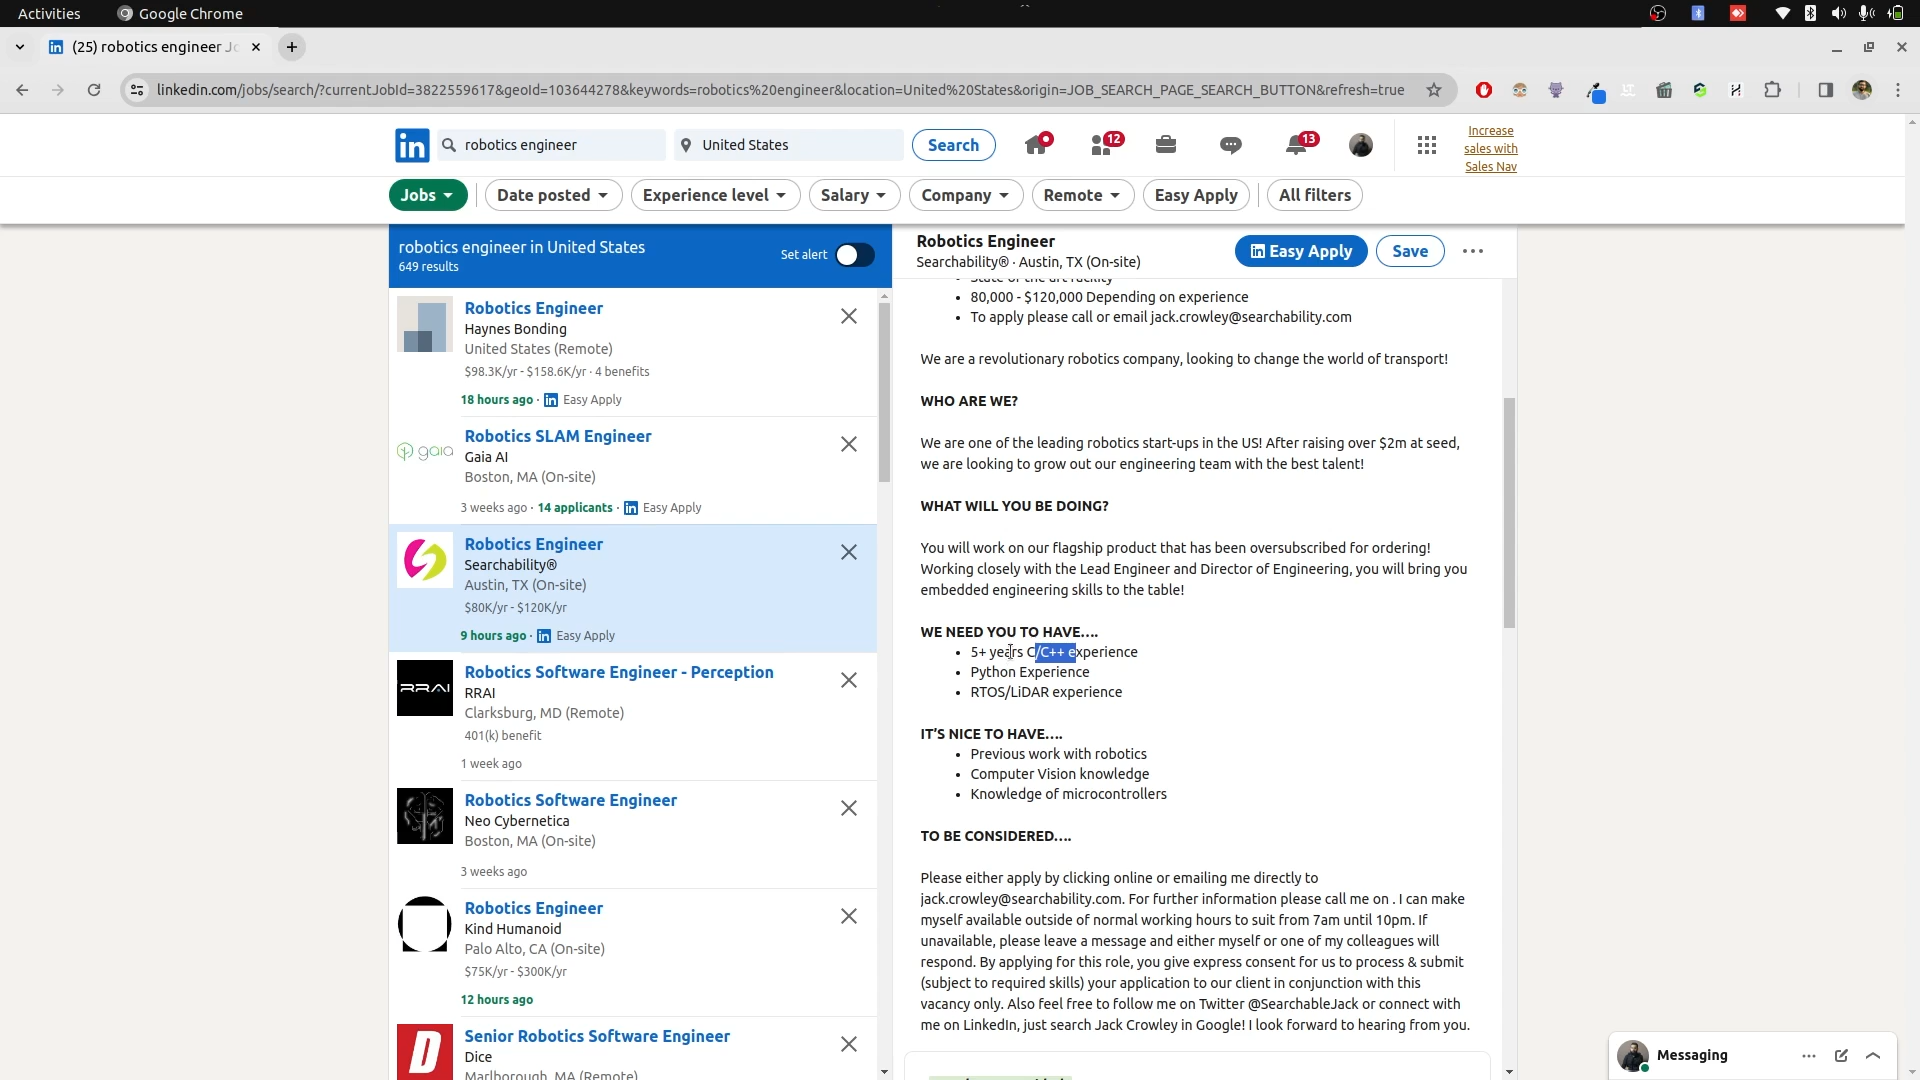 Activities
Google Chrome
(25) robotics engineer Jo
linkedin.com/jobs/search/?currentJobId=3822559617&geoId=103644278&keywords=robotics%20engineer&location=United%20States&origin=JOB_SEARCH_PAGE_SEARCH_BUTTON&refresh=true
in
robotics engineer
United States
Search
12
13
Increase
sales with
Sales Nav
Jobs
Date posted
Experience level
Salary
Company
Remote
Easy Apply
All filters
robotics engineer in United States
649 results
Set alert
Robotics Engineer
Haynes Bonding
United States (Remote)
$98.3K/yr - $158.6K/yr · 4 benefits
18 hours ago · in Easy Apply
gaia
Robotics SLAM Engineer
Gaia AI
Boston, MA (On-site)
3 weeks ago · 14 applicants · in Easy Apply
Robotics Engineer
Searchability®
Austin, TX (On-site)
$80K/yr - $120K/yr
9 hours ago · in Easy Apply
RRAI
Robotics Software Engineer - Perception
RRAI
Clarksburg, MD (Remote)
401(k) benefit
1 week ago
Robotics Software Engineer
Neo Cybernetica
Boston, MA (On-site)
3 weeks ago
Robotics Engineer
Kind Humanoid
Palo Alto, CA (On-site)
$75K/yr - $300K/yr
12 hours ago
D
Senior Robotics Software Engineer
Dice
Marlborough, MA (Remote)
Robotics Engineer
Searchability® · Austin, TX (On-site)
in Easy Apply
Save
• State of the art facility
• 80,000 - $120,000 Depending on experience
• To apply please call or email jack.crowley@searchability.com
We are a revolutionary robotics company, looking to change the world of transport!
WHO ARE WE?
We are one of the leading robotics start-ups in the US! After raising over $2m at seed,
we are looking to grow out our engineering team with the best talent!
WHAT WILL YOU BE DOING?
You will work on our flagship product that has been oversubscribed for ordering!
Working closely with the Lead Engineer and Director of Engineering, you will bring you
embedded engineering skills to the table!
WE NEED YOU TO HAVE….
• 5+ years C/C++ experience
• Python Experience
• RTOS/LiDAR experience
IT’S NICE TO HAVE….
• Previous work with robotics
• Computer Vision knowledge
• Knowledge of microcontrollers
TO BE CONSIDERED….
Please either apply by clicking online or emailing me directly to
jack.crowley@searchability.com. For further information please call me on . I can make
myself available outside of normal working hours to suit from 7am until 10pm. If
unavailable, please leave a message and either myself or one of my colleagues will
respond. By applying for this role, you give express consent for us to process & submit
(subject to required skills) your application to our client in conjunction with this
vacancy only. Also feel free to follow me on Twitter @SearchableJack or connect with
me on LinkedIn, just search Jack Crowley in Google! I look forward to hearing from you.
Messaging